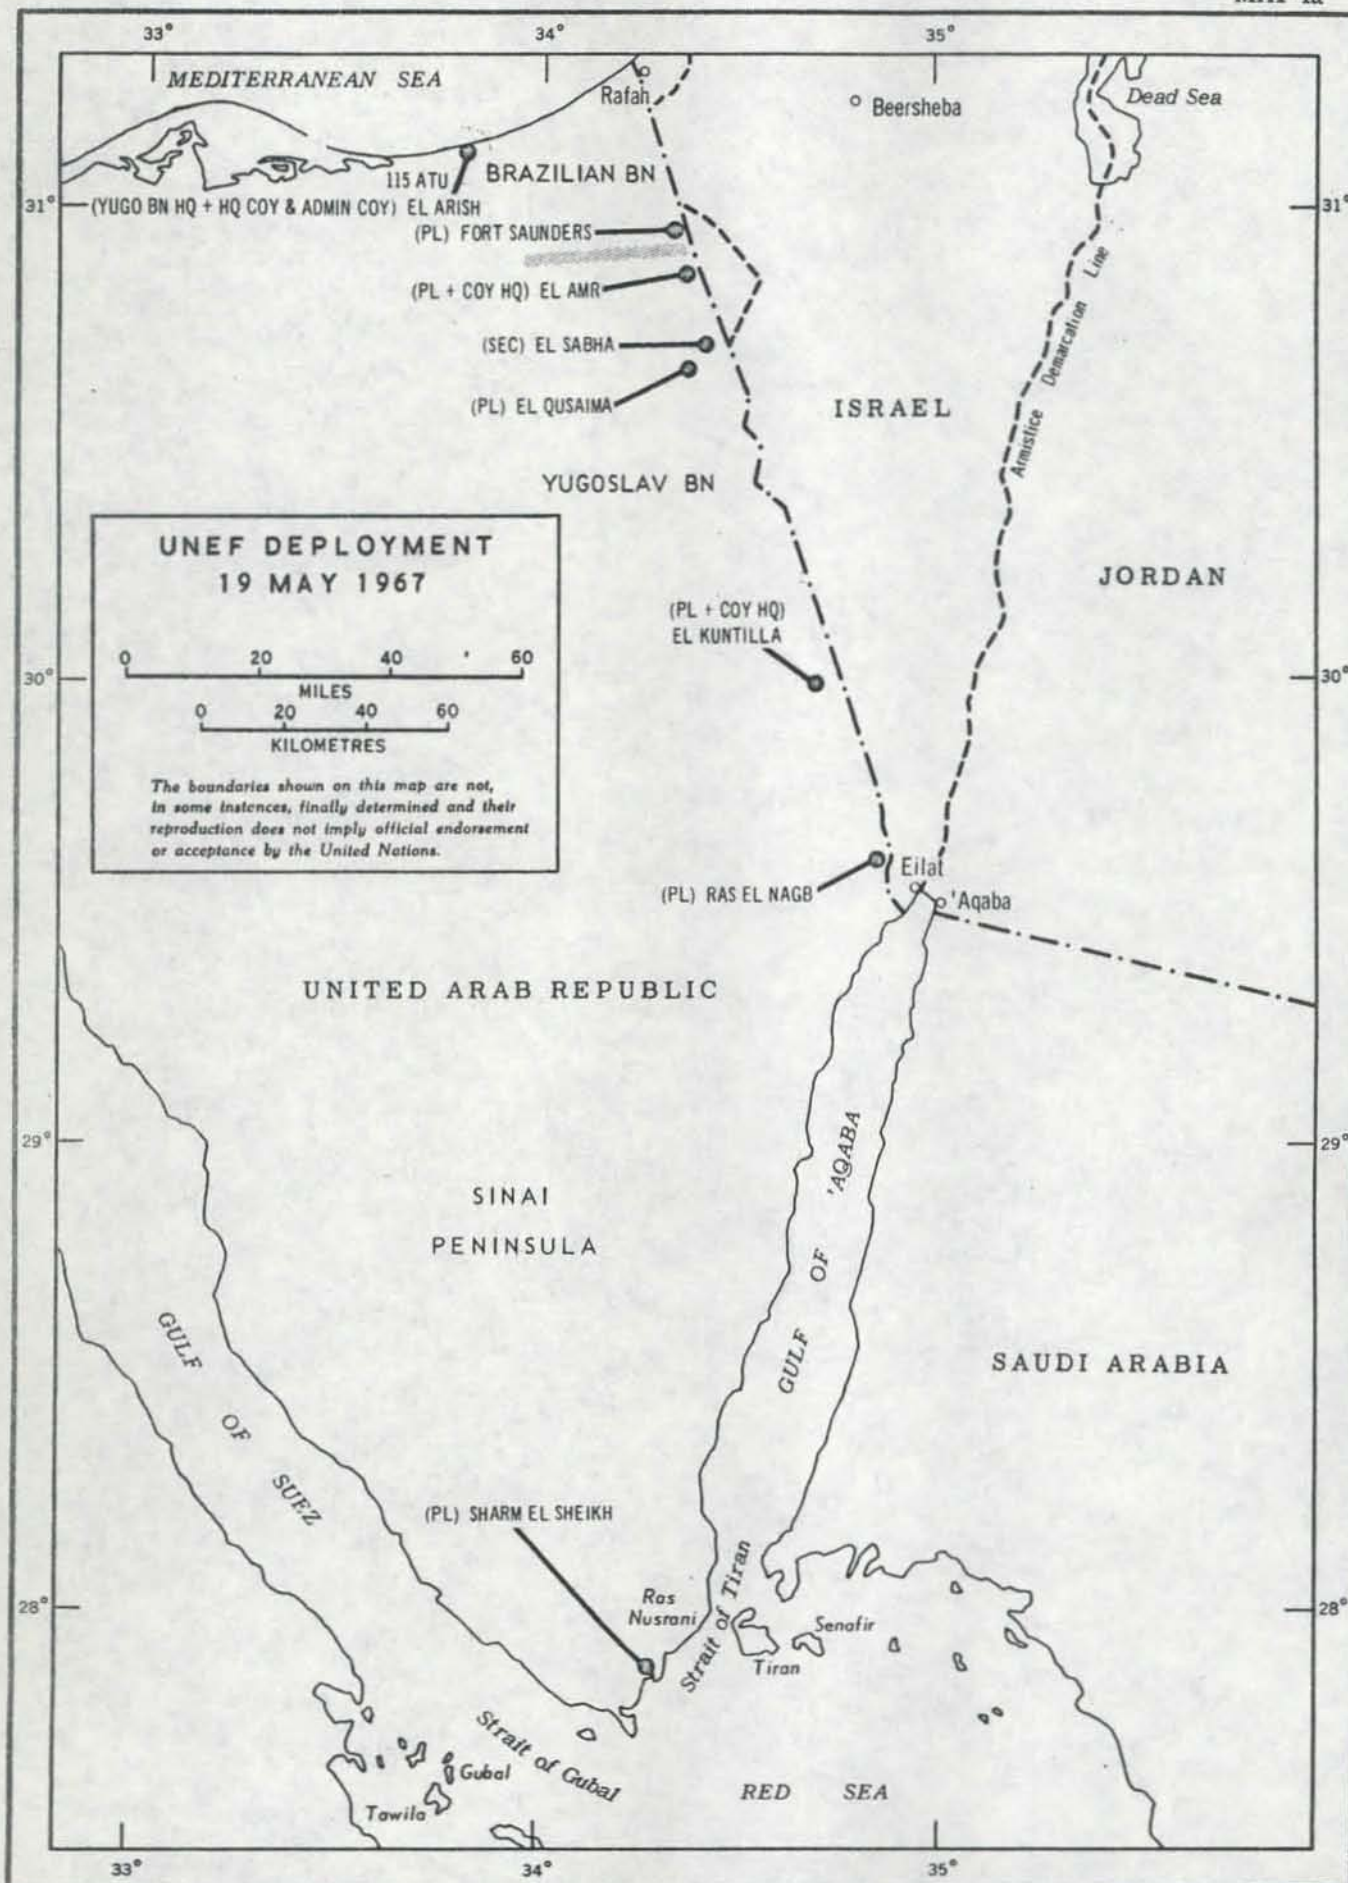 33°
34°
35°
MEDITERRANEAN SEA
Rafah
Beersheba
Dead Sea
115 ATU
BRAZILIAN BN
31°
(YUGO BN HQ + HQ COY & ADMIN COY) EL ARISH
31°
(PL) FORT SAUNDERS
(PL + COY HQ) EL AMR
(SEC) EL SABHA
(PL) EL QUSAIMA
Armistice Demarcation Line
ISRAEL
YUGOSLAV BN
JORDAN
UNEF DEPLOYMENT
19 MAY 1967
0 20 40 60
MILES
0 20 40 60
KILOMETRES
The boundaries shown on this map are not,
in some instances, finally determined and their
reproduction does not imply official endorsement
or acceptance by the United Nations.
(PL + COY HQ)
EL KUNTILLA
30°
30°
(PL) RAS EL NAGB
Eilat
'Aqaba
UNITED ARAB REPUBLIC
29°
29°
SINAI
PENINSULA
GULF OF 'AQABA
GULF OF SUEZ
SAUDI ARABIA
(PL) SHARM EL SHEIKH
28°
28°
Ras
Nusrani
Strait of Tiran
Senafir
Tiran
Strait of Gubal
Gubal
Tawila
RED SEA
33°
34°
35°